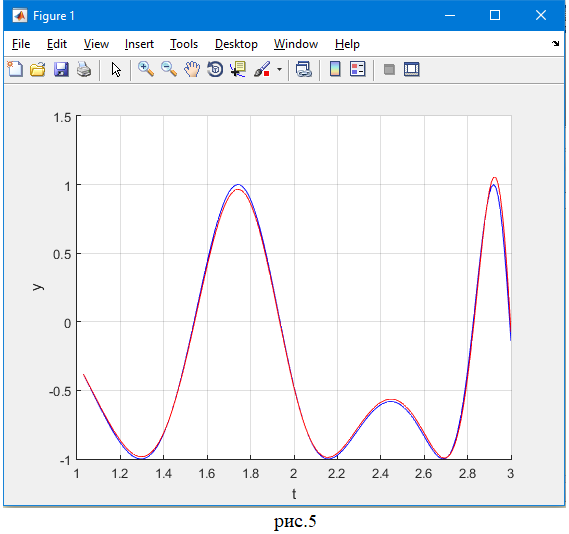 Figure 1
File Edit View Insert Tools Desktop Window Help
1.5
1
0.5
0
-0.5
-1
y
1 1.2 1.4 1.6 1.8 2 2.2 2.4 2.6 2.8 3
t
рис.5